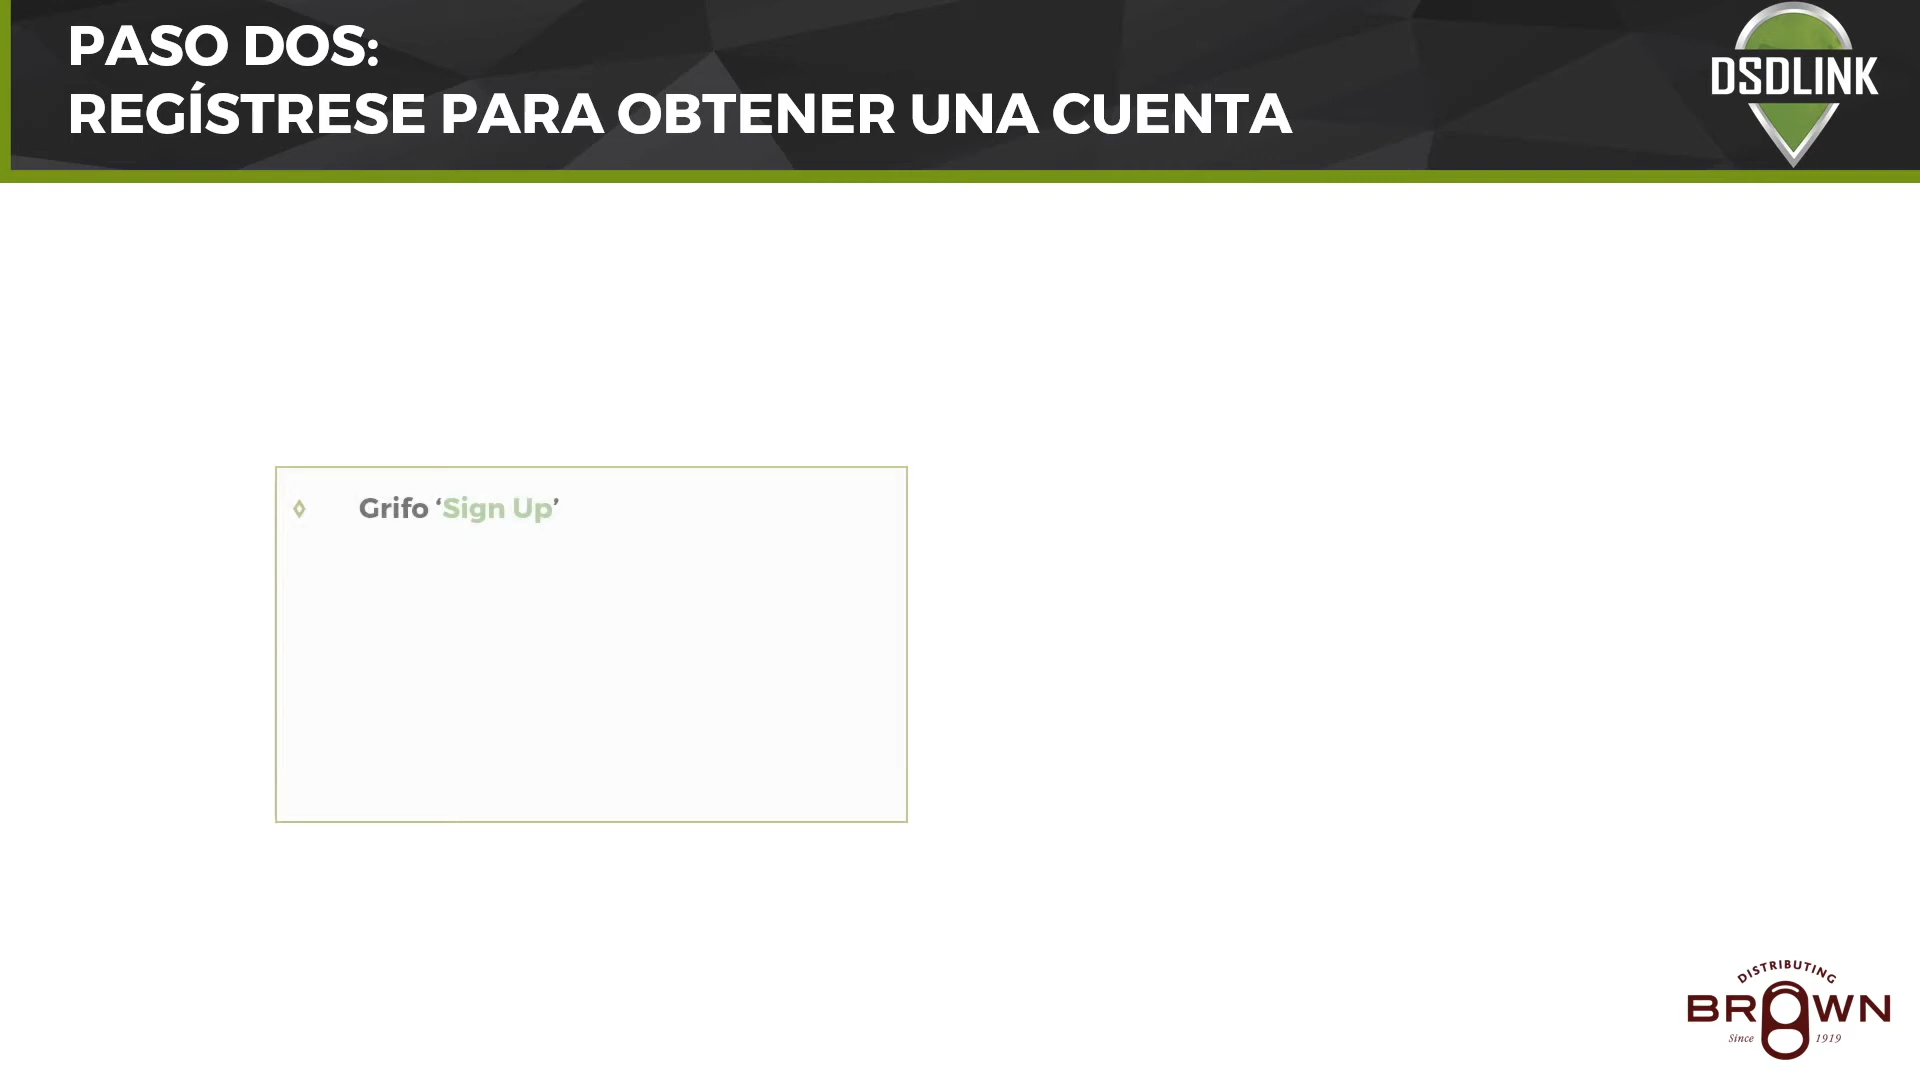 PASO DOS:
REGÍSTRESE PARA OBTENER UNA CUENTA
DSDLINK
Grifo ‘Sign Up’
DISTRIBUTING
BROWN
Since 1919